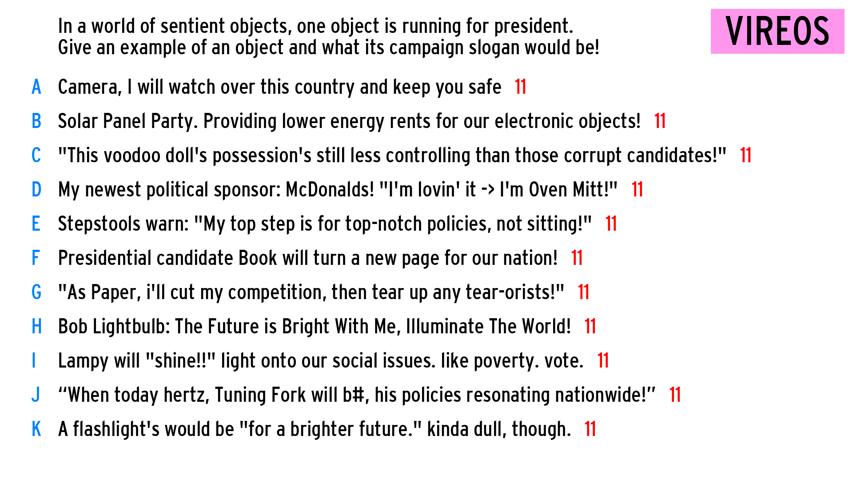 In a world of sentient objects, one object is running for president.
Give an example of an object and what its campaign slogan would be!
VIREOS
A Camera, I will watch over this country and keep you safe 11
B Solar Panel Party. Providing lower energy rents for our electronic objects! 11
C "This voodoo doll's possession's still less controlling than those corrupt candidates!" 11
D My newest political sponsor: McDonalds! "I'm lovin' it -> I'm Oven Mitt!" 11
E Stepstools warn: "My top step is for top-notch policies, not sitting!" 11
F Presidential candidate Book will turn a new page for our nation! 11
G "As Paper, i'll cut my competition, then tear up any tear-orists!" 11
H Bob Lightbulb: The Future is Bright With Me, Illuminate The World! 11
I Lampy will "shine!!" light onto our social issues. like poverty. vote. 11
J “When today hertz, Tuning Fork will b#, his policies resonating nationwide!” 11
K A flashlight's would be "for a brighter future." kinda dull, though. 11